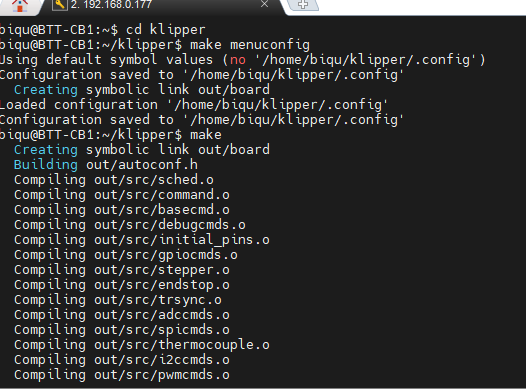 2. 192.168.0.177
biqu@BTT-CB1:~$ cd klipper
biqu@BTT-CB1:~/klipper$ make menuconfig
Using default symbol values (no '/home/biqu/klipper/.config')
Configuration saved to '/home/biqu/klipper/.config'
  Creating symbolic link out/board
Loaded configuration '/home/biqu/klipper/.config'
Configuration saved to '/home/biqu/klipper/.config'
biqu@BTT-CB1:~/klipper$ make
  Creating symbolic link out/board
  Building out/autoconf.h
  Compiling out/src/sched.o
  Compiling out/src/command.o
  Compiling out/src/basecmd.o
  Compiling out/src/debugcmds.o
  Compiling out/src/initial_pins.o
  Compiling out/src/gpiocmds.o
  Compiling out/src/stepper.o
  Compiling out/src/endstop.o
  Compiling out/src/trsync.o
  Compiling out/src/adccmds.o
  Compiling out/src/spicmds.o
  Compiling out/src/thermocouple.o
  Compiling out/src/i2ccmds.o
  Compiling out/src/pwmcmds.o